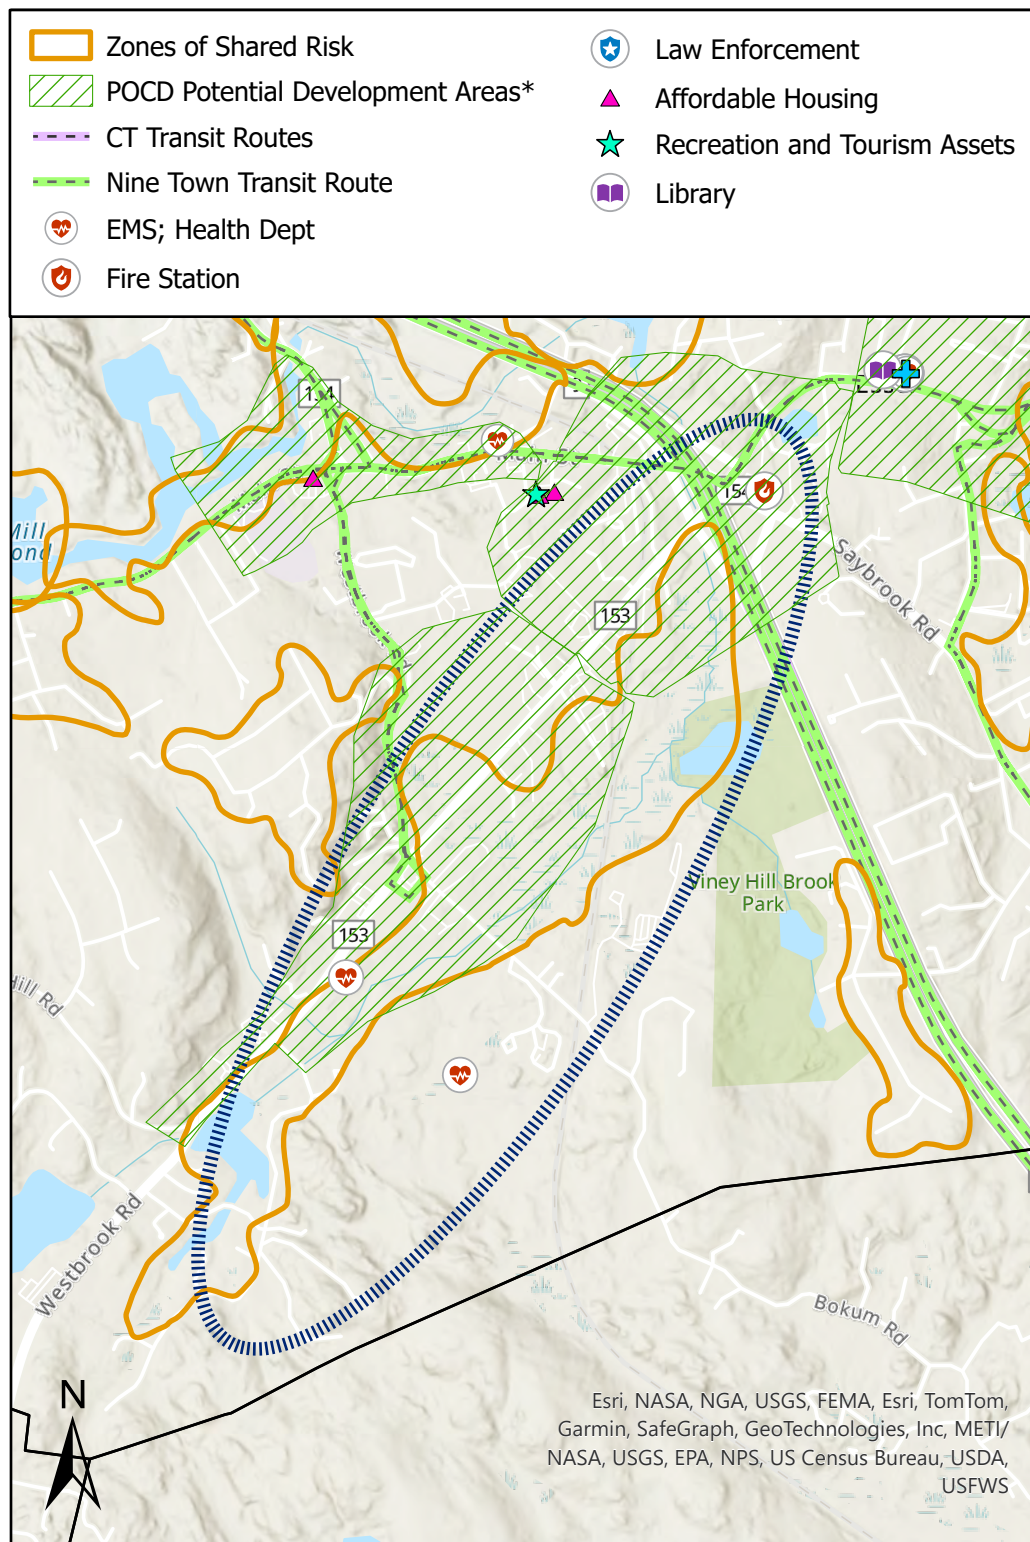 Zones of Shared Risk
POCD Potential Development Areas*
CT Transit Routes
Nine Town Transit Route
EMS; Health Dept
Fire Station
Law Enforcement
Affordable Housing
Recreation and Tourism Assets
Library
153
Saybrook Rd
Viney Hill Brook
Park
153
Hill Rd
Westbrook Rd
Bokum Rd
N
Esri, NASA, NGA, USGS, FEMA, Esri, TomTom,
Garmin, SafeGraph, GeoTechnologies, Inc, METI/
NASA, USGS, EPA, NPS, US Census Bureau, USDA,
USFWS